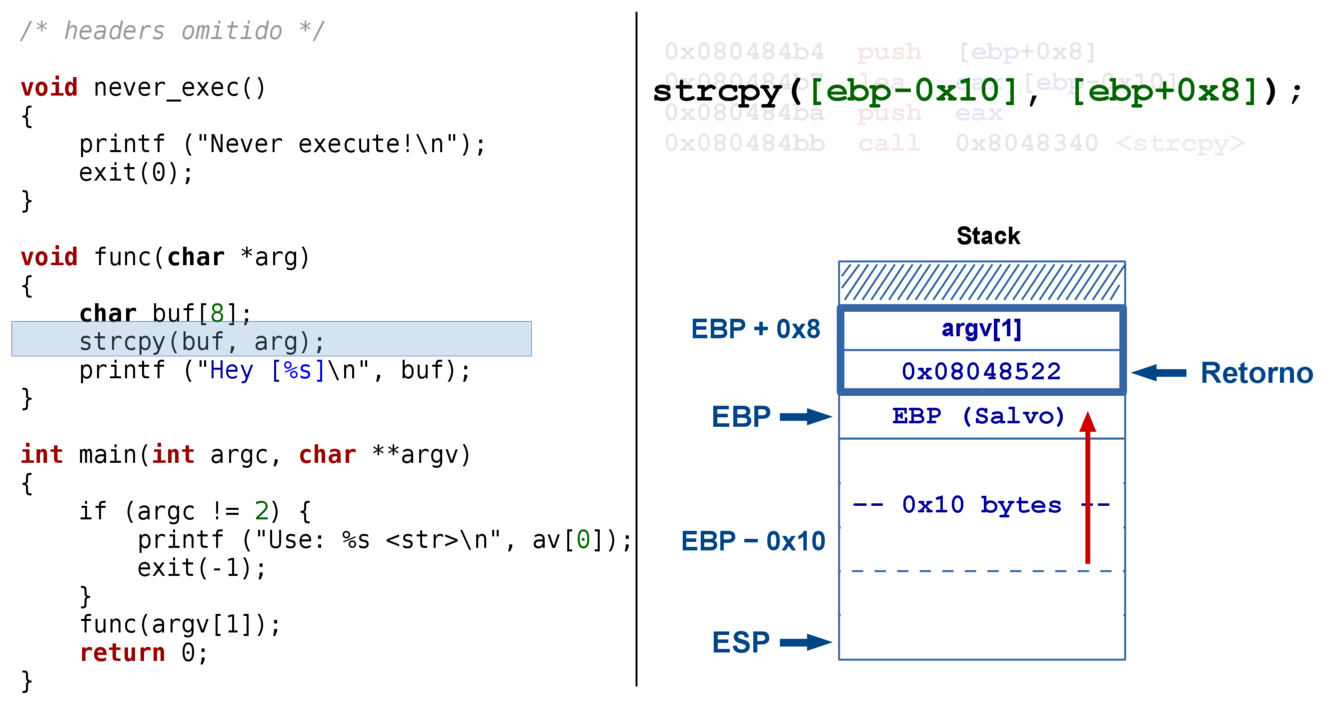 /* headers omitido */
void never_exec()
{
    printf ("Never execute!\n");
    exit(0);
}
void func(char *arg)
{
    char buf[8];
    strcpy(buf, arg);
    printf ("Hey [%s]\n", buf);
}
int main(int argc, char **argv)
{
    if (argc != 2) {
        printf ("Use: %s <str>\n", av[0]);
        exit(-1);
    }
    func(argv[1]);
    return 0;
}
0x080484b4 push [ebp+0x8]
0x080484b7 lea eax,[ebp-0x10]
strcpy([ebp-0x10], [ebp+0x8]);
0x080484ba push eax
0x080484bb call 0x8048340 <strcpy>
Stack
EBP + 0x8
argv[1]
0x08048522
Retorno
EBP
EBP (Salvo)
-- 0x10 bytes --
EBP − 0x10
ESP